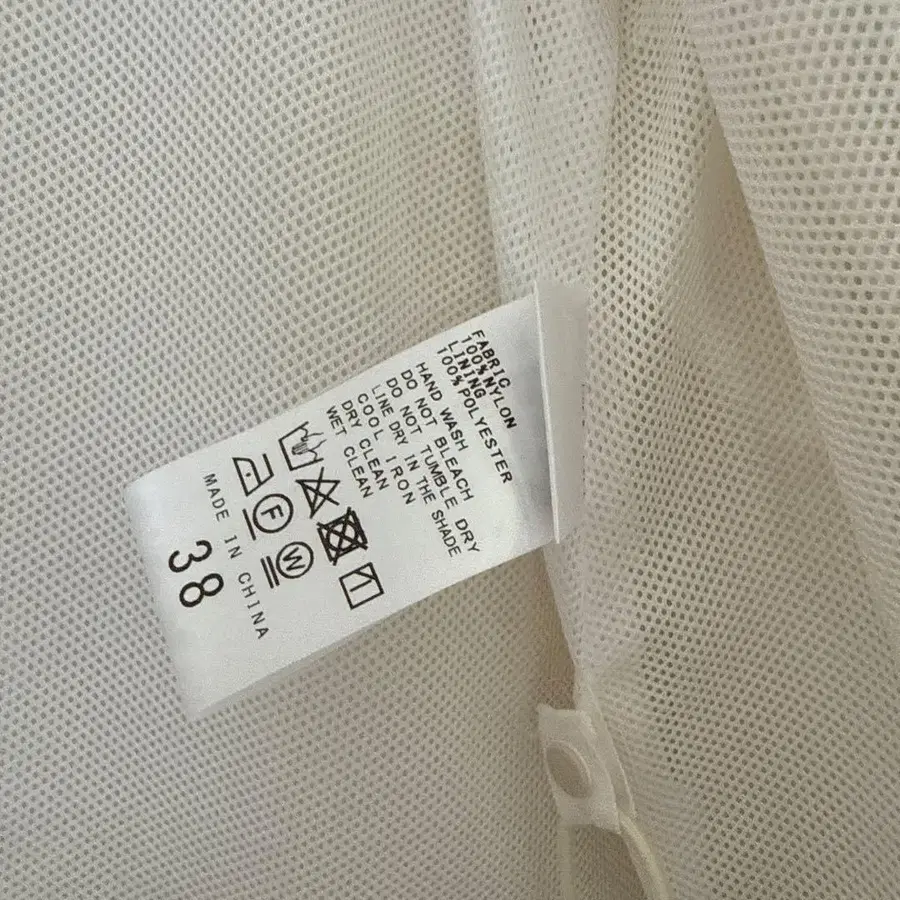 FABRIC
100%NYLON
LINING
100%POLYESTER
HAND WASH
DO NOT BLEACH
DO NOT TUMBLE DRY
LINE DRY IN THE SHADE
COOL IRON
DRY CLEAN
WET CLEAN
F
W
MADE IN CHINA
38